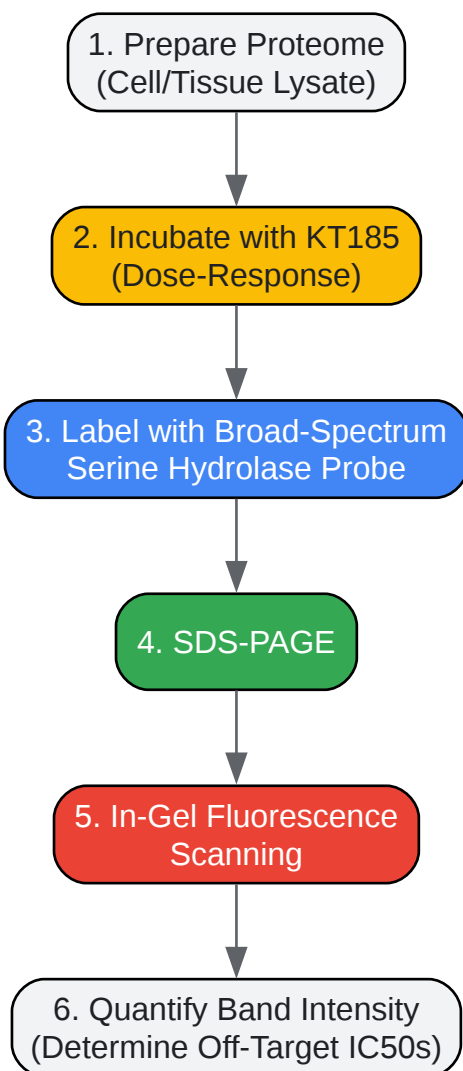 1. Prepare Proteome
(Cell/Tissue Lysate)
2. Incubate with KT185
(Dose-Response)
3. Label with Broad-Spectrum
Serine Hydrolase Probe
4. SDS-PAGE
5. In-Gel Fluorescence
Scanning
6. Quantify Band Intensity
(Determine Off-Target IC50s)